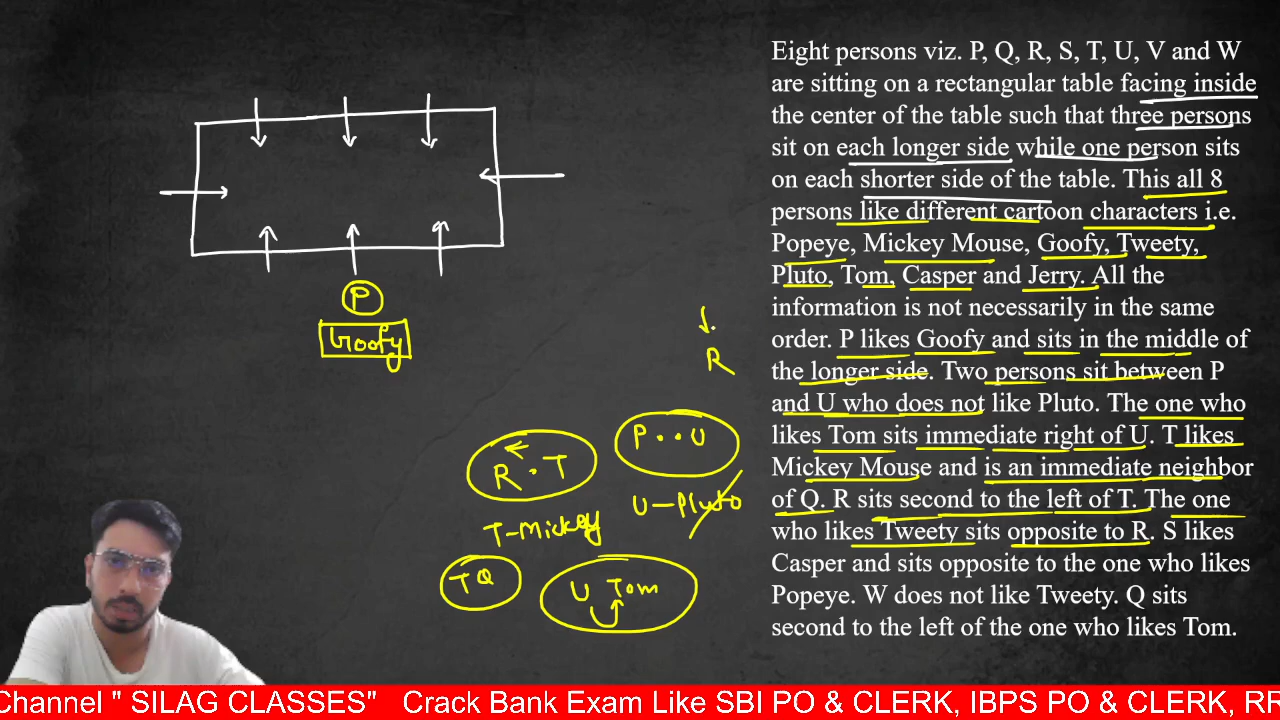 Eight persons viz. P, Q, R, S, T, U, V and W
are sitting on a rectangular table facing inside
the center of the table such that three persons
sit on each longer side while one person sits
on each shorter side of the table. This all 8
persons like different cartoon characters i.e.
Popeye, Mickey Mouse, Goofy, Tweety,
Pluto, Tom, Casper and Jerry. All the
information is not necessarily in the same
order. P likes Goofy and sits in the middle of
the longer side. Two persons sit between P
and U who does not like Pluto. The one who
likes Tom sits immediate right of U. T likes
Mickey Mouse and is an immediate neighbor
of Q. R sits second to the left of T. The one
who likes Tweety sits opposite to R. S likes
Casper and sits opposite to the one who likes
Popeye. W does not like Tweety. Q sits
second to the left of the one who likes Tom.
P
Goofy
R
P . . U
R . T
U - Pluto
T - Mickey
T Q
U Tom
Channel " SILAG CLASSES" Crack Bank Exam Like SBI PO & CLERK, IBPS PO & CLERK, RR